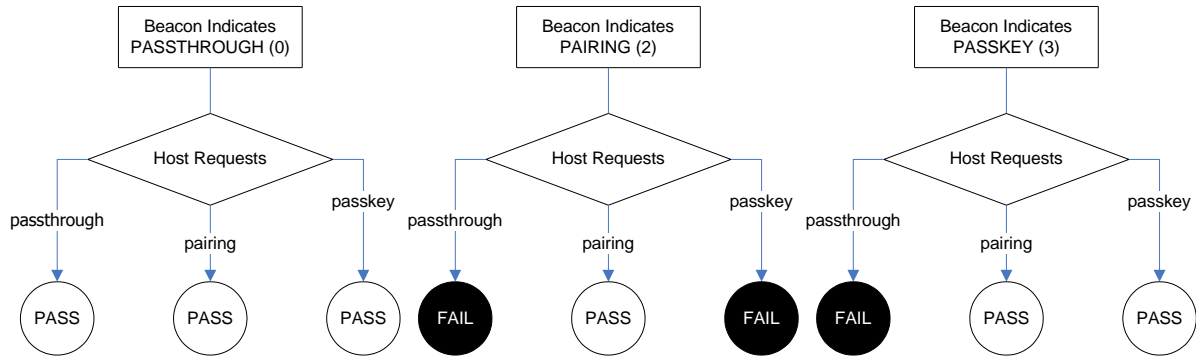 Beacon Indicates
PASSTHROUGH (0)
Host Requests
passthrough
pairing
passkey
PASS
PASS
PASS
Beacon Indicates
PAIRING (2)
Host Requests
passthrough
pairing
passkey
FAIL
PASS
FAIL
Beacon Indicates
PASSKEY (3)
Host Requests
passthrough
pairing
passkey
FAIL
PASS
PASS